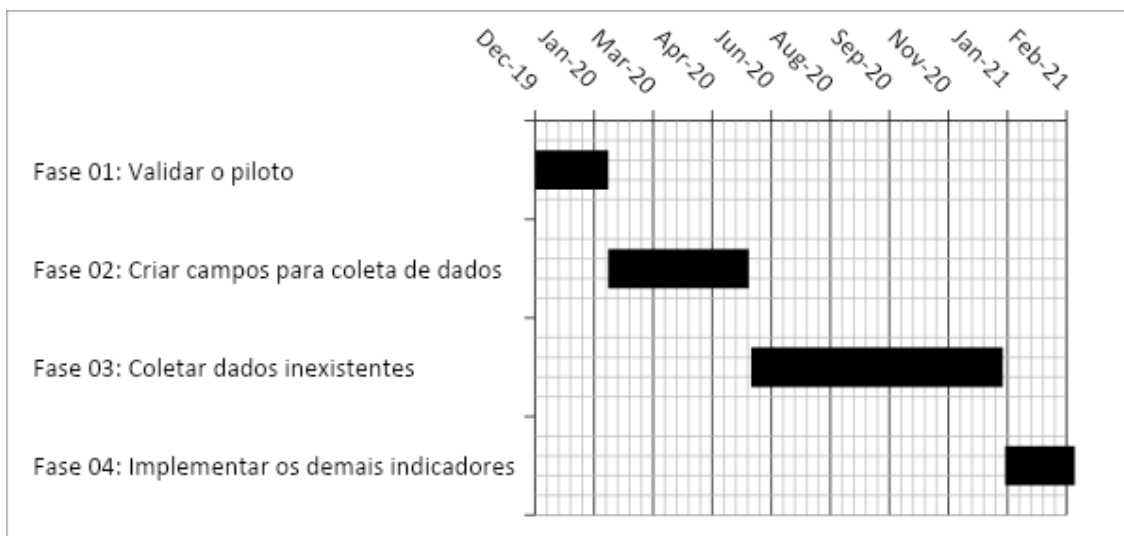 Dec-19
Jan-20
Mar-20
Apr-20
Jun-20
Aug-20
Sep-20
Nov-20
Jan-21
Feb-21
Fase 01: Validar o piloto
Fase 02: Criar campos para coleta de dados
Fase 03: Coletar dados inexistentes
Fase 04: Implementar os demais indicadores